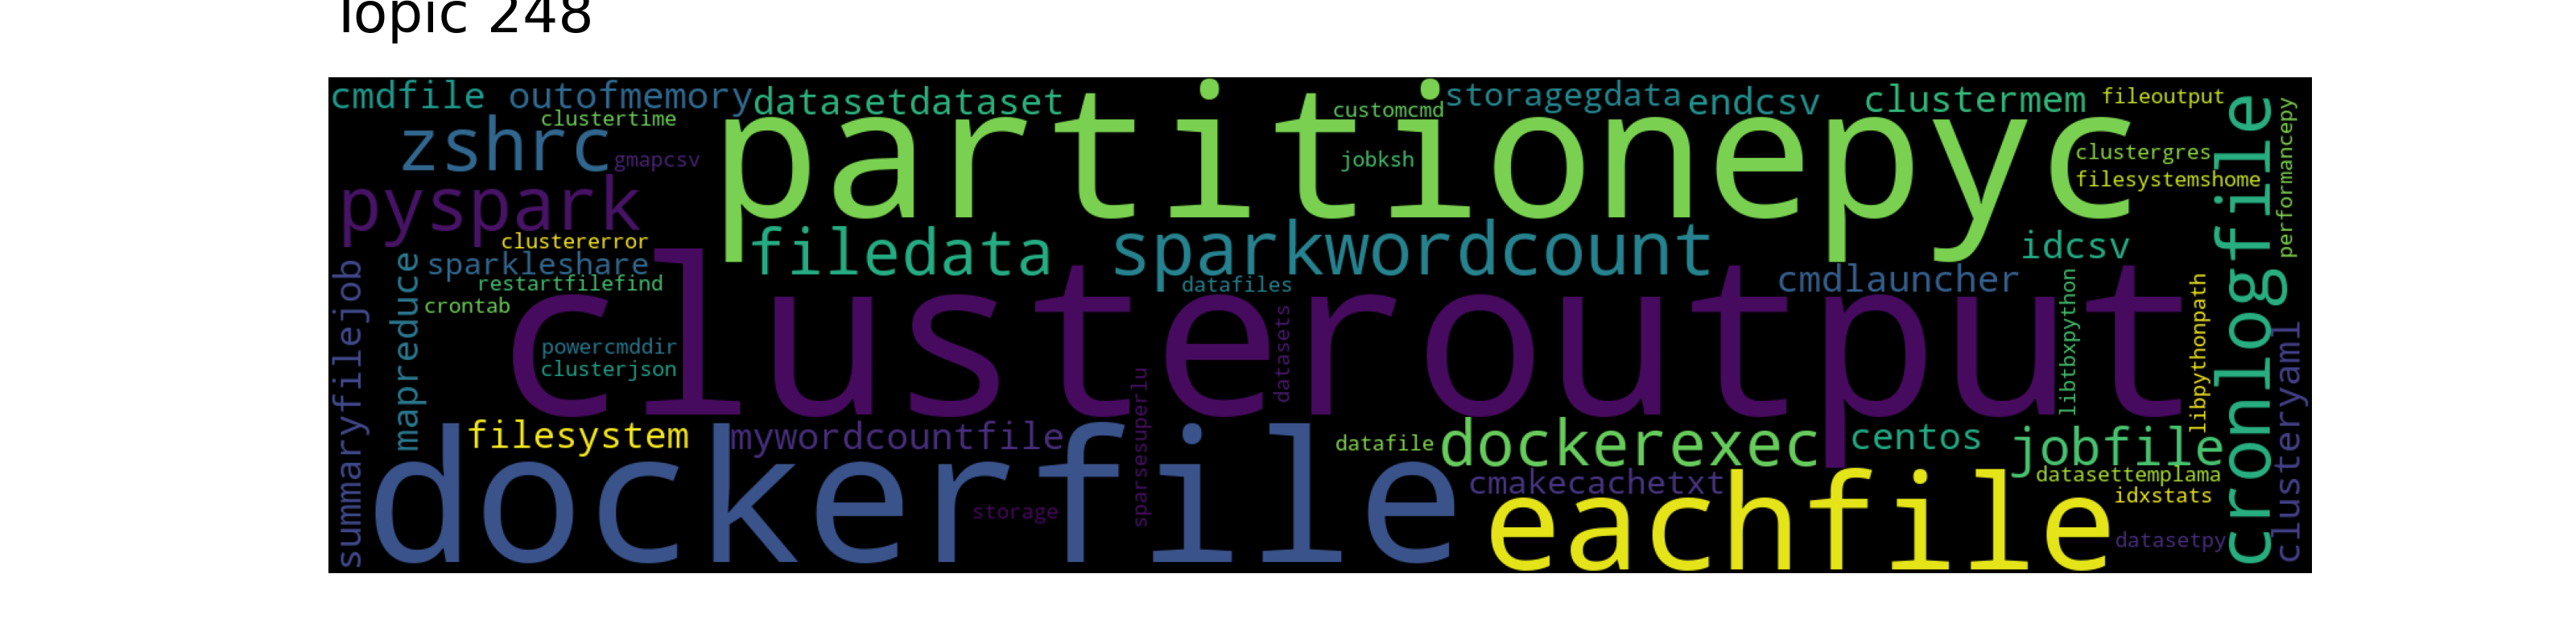 Topic 248
cmdfile outofmemory datasetdataset customcmd storagegdata endcsv clustermem fileoutput
clustertime
zshrc gmapcsv partitionepyc jobksh clustergres
pyspark filesystemshome
cronlogfile performancepy
clustererror filedata sparkwordcount idcsv
sparkleshare datafiles cmdlauncher
restartfilefind
crontab
summaryfilejob mapreduce clusteroutput datasets libtbxpython libpythonpath clusteryaml
powercmddir
clusterjson
sparsesuperlu
filesystem mywordcountfile datafile dockerexec centos jobfile
dockerfile storage cmakecachetxt eachfile datasettemplama
idxstats
datasetpy